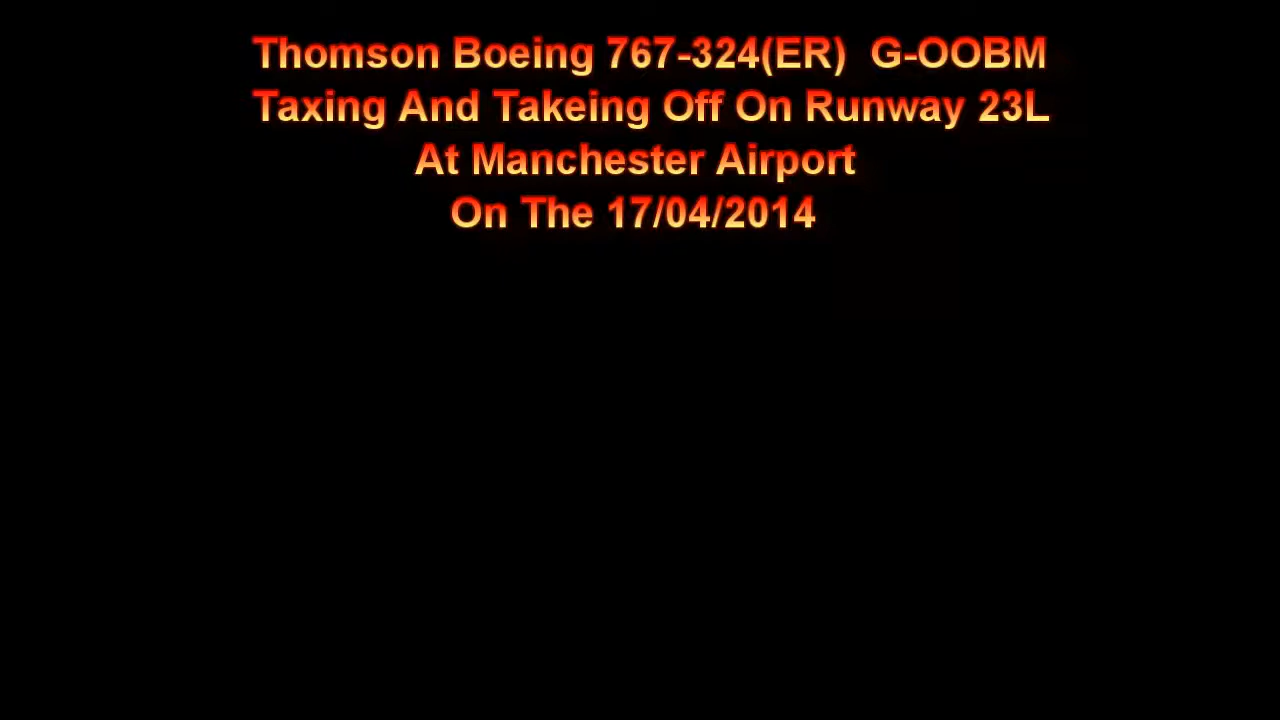 Thomson Boeing 767-324(ER)  G-OOBM
Taxing And Takeing Off On Runway 23L
At Manchester Airport
On The 17/04/2014